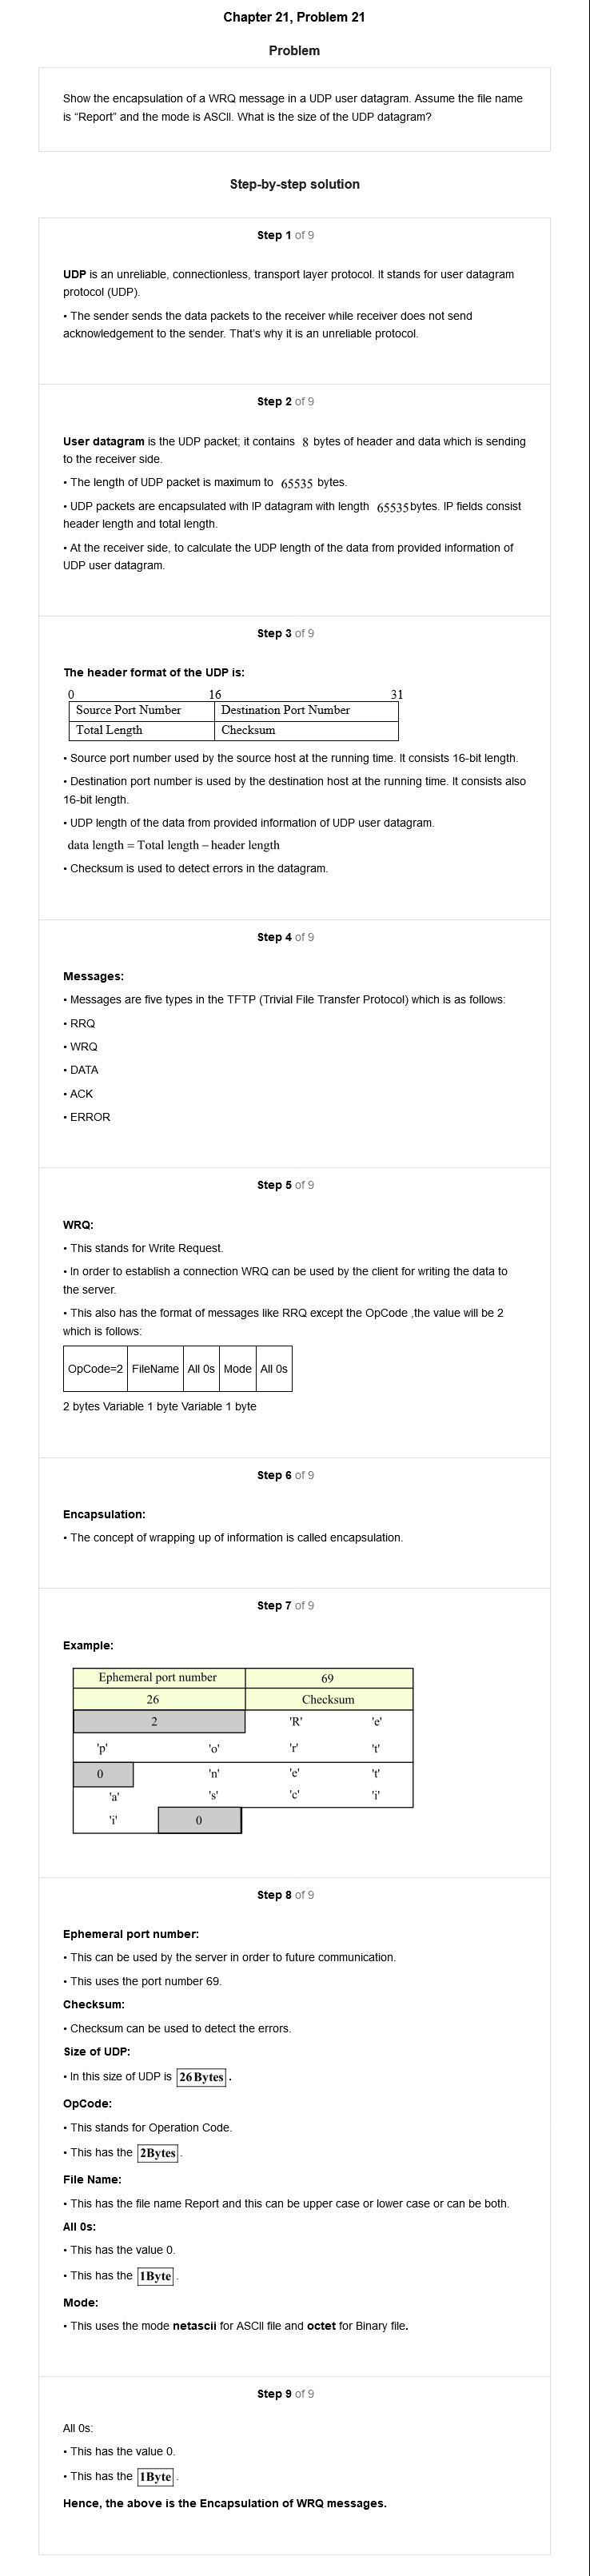 Chapter 21, Problem 21
Problem
Show the encapsulation of a WRQ message in a UDP user datagram. Assume the file name
is “Report” and the mode is ASCII. What is the size of the UDP datagram?
Step-by-step solution
Step 1 of 9
UDP is an unreliable, connectionless, transport layer protocol. It stands for user datagram
protocol (UDP).
• The sender sends the data packets to the receiver while receiver does not send
acknowledgement to the sender. That’s why it is an unreliable protocol.
Step 2 of 9
User datagram is the UDP packet; it contains 8 bytes of header and data which is sending
to the receiver side.
• The length of UDP packet is maximum to 65535 bytes.
• UDP packets are encapsulated with IP datagram with length 65535 bytes. IP fields consist
header length and total length.
• At the receiver side, to calculate the UDP length of the data from provided information of
UDP user datagram.
Step 3 of 9
The header format of the UDP is:
0 16 31
Source Port Number Destination Port Number
Total Length Checksum
• Source port number used by the source host at the running time. It consists 16-bit length.
• Destination port number is used by the destination host at the running time. It consists also
16-bit length.
• UDP length of the data from provided information of UDP user datagram.
data length = Total length – header length
• Checksum is used to detect errors in the datagram.
Step 4 of 9
Messages:
• Messages are five types in the TFTP (Trivial File Transfer Protocol) which is as follows:
• RRQ
• WRQ
• DATA
• ACK
• ERROR
Step 5 of 9
WRQ:
• This stands for Write Request.
• In order to establish a connection WRQ can be used by the client for writing the data to
the server.
• This also has the format of messages like RRQ except the OpCode ,the value will be 2
which is follows:
OpCode=2 FileName All 0s Mode All 0s
2 bytes Variable 1 byte Variable 1 byte
Step 6 of 9
Encapsulation:
• The concept of wrapping up of information is called encapsulation.
Step 7 of 9
Example:
Ephemeral port number 69
26 Checksum
2 'R' 'e'
'p' 'o' 'r' 't'
0 'n' 'e' 't'
'a' 's' 'c' 'i'
'i' 0
Step 8 of 9
Ephemeral port number:
• This can be used by the server in order to future communication.
• This uses the port number 69.
Checksum:
• Checksum can be used to detect the errors.
Size of UDP:
• In this size of UDP is 26 Bytes .
OpCode:
• This stands for Operation Code.
• This has the 2Bytes .
File Name:
• This has the file name Report and this can be upper case or lower case or can be both.
All 0s:
• This has the value 0.
• This has the 1Byte .
Mode:
• This uses the mode netascii for ASCII file and octet for Binary file.
Step 9 of 9
All 0s:
• This has the value 0.
• This has the 1Byte .
Hence, the above is the Encapsulation of WRQ messages.